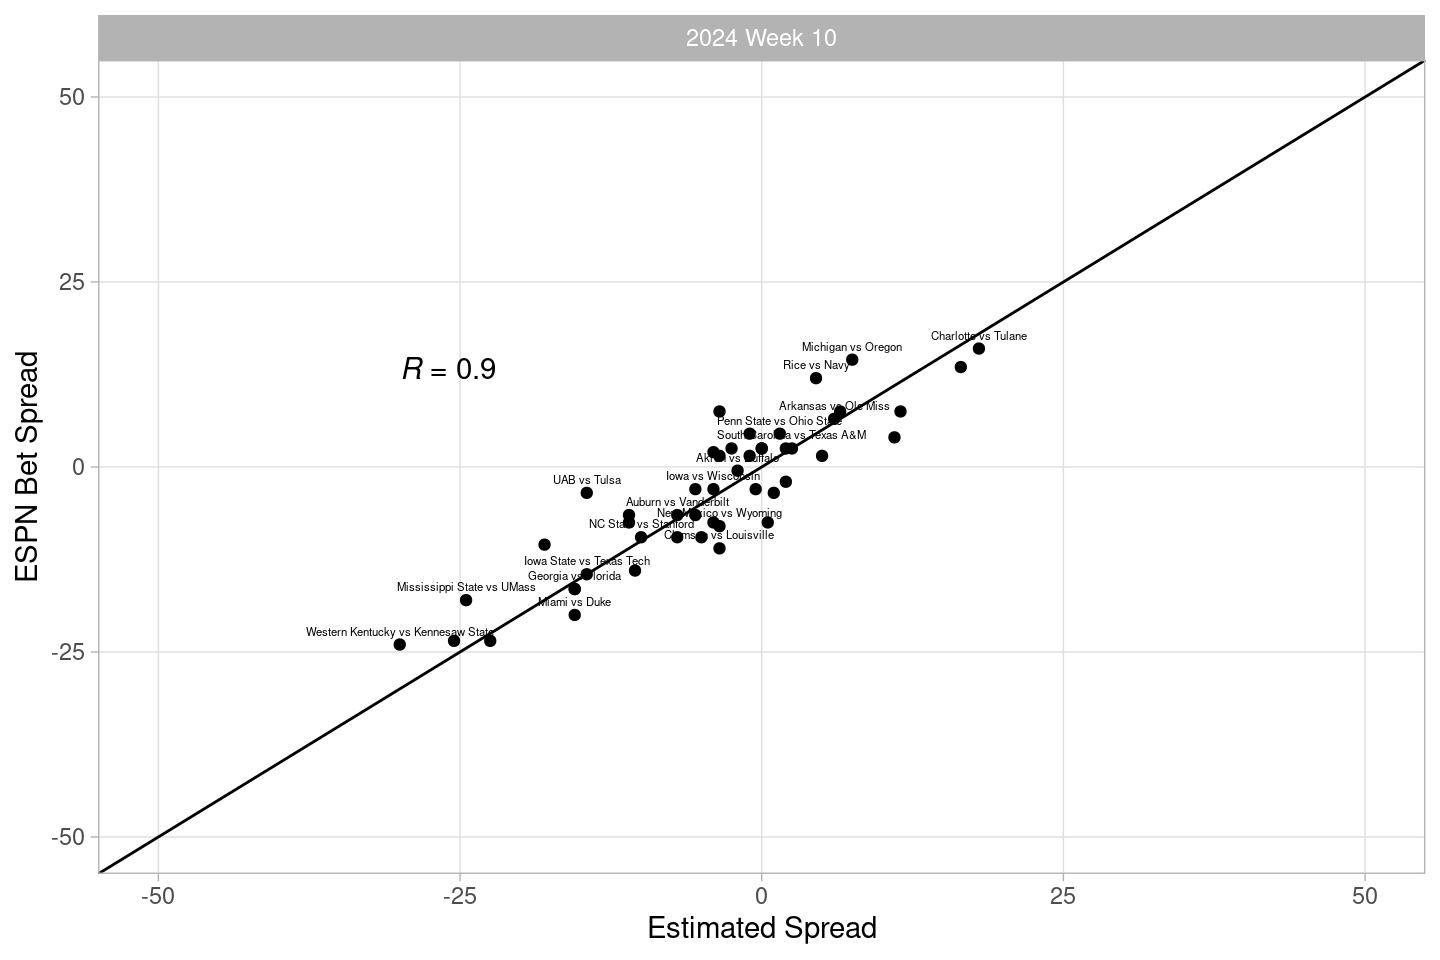 2024 Week 10
50
25
0
-25
-50
ESPN Bet Spread
R = 0.9
Charlotte vs Tulane
Michigan vs Oregon
Rice vs Navy
Arkansas vs Ole Miss
Penn State vs Ohio State
South Carolina vs Texas A&M
Akron vs Buffalo
Iowa vs Wisconsin
UAB vs Tulsa
Auburn vs Vanderbilt
New Mexico vs Wyoming
NC State vs Stanford
Clemson vs Louisville
Iowa State vs Texas Tech
Georgia vs Florida
Mississippi State vs UMass
Miami vs Duke
Western Kentucky vs Kennesaw State
-50
-25
0
25
50
Estimated Spread